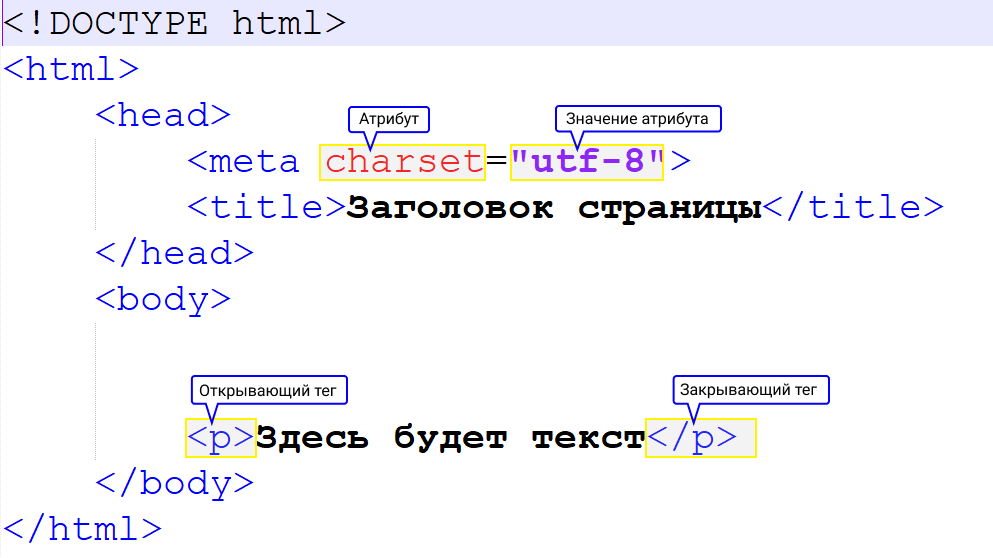 <!DOCTYPE html>
<html>
<head>
Атрибут
Значение атрибута
<meta charset="utf-8">
<title>Заголовок страницы</title>
</head>
<body>
Открывающий тег
Закрывающий тег
<p>Здесь будет текст</p>
</body>
</html>